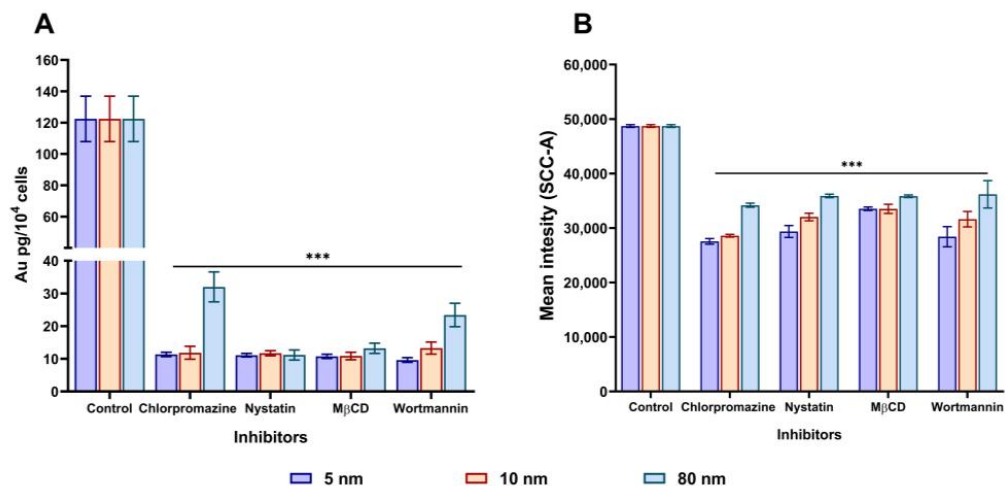 A
Au pg/10⁴ cells
160
140
120
100
80
60
40
30
20
10
0
***
Control Chlorpromazine Nystatin MβCD Wortmannin
Inhibitors
B
Mean intesity (SCC-A)
60,000
50,000
40,000
30,000
20,000
10,000
0
***
Control Chlorpromazine Nystatin MβCD Wortmannin
Inhibitors
5 nm 10 nm 80 nm